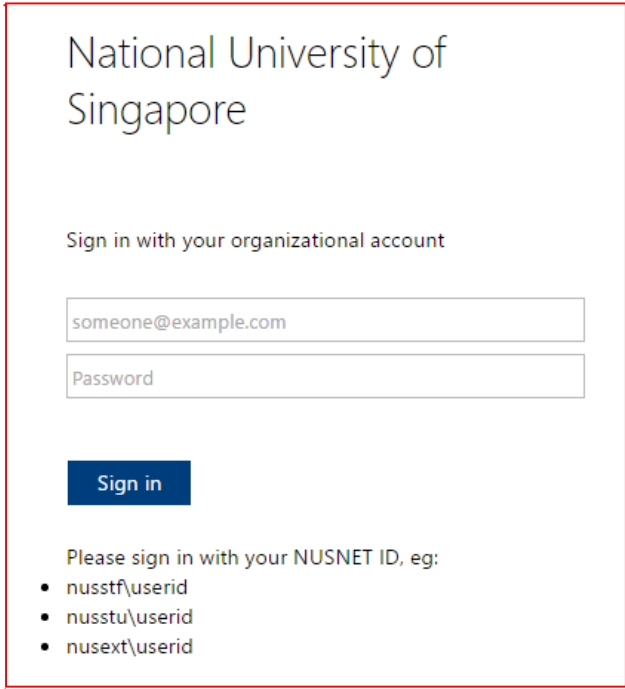 National University of
Singapore
Sign in with your organizational account
someone@example.com
Password
Sign in
Please sign in with your NUSNET ID, eg:
• nusstf\userid
• nusstu\userid
• nusext\userid